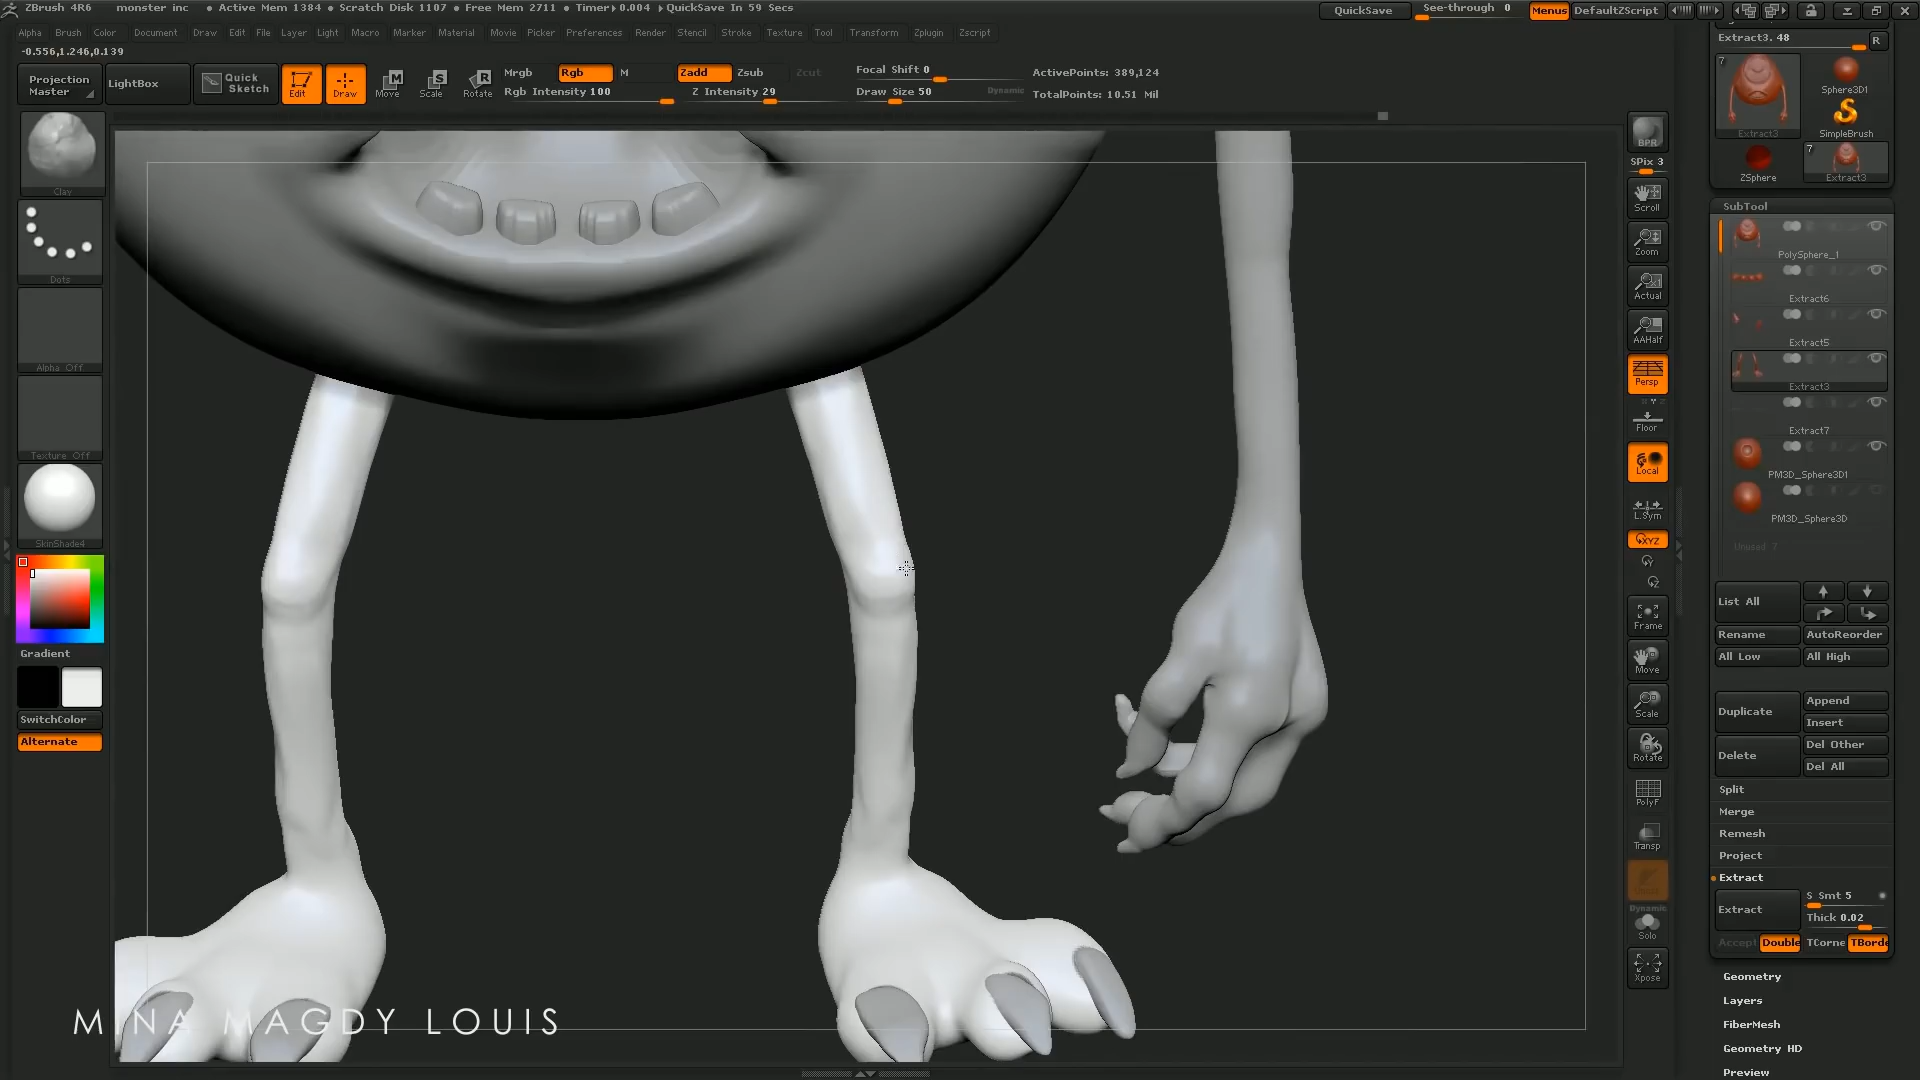 ZBrush 4R6 monster inc • Active Mem 1384 • Scratch Disk 1107 • Free Mem 2711 • Timer▸0.004 ▸QuickSave In 59 Secs QuickSave See-through 0 Menus DefaultZScript
Alpha Brush Color Document Draw Edit File Layer Light Macro Marker Material Movie Picker Preferences Render Stencil Stroke Texture Tool Transform Zplugin Zscript
-0.556,1.246,0.139
Projection Master
LightBox
Quick Sketch
Edit
Draw
Move
Scale
Rotate
Mrgb Rgb M
Rgb Intensity 100
Zadd Zsub Zcut
Z Intensity 29
Focal Shift 0
Draw Size 50 Dynamic
ActivePoints: 389,124
TotalPoints: 10.51 Mil
Clay
Dots
Alpha Off
Texture Off
SkinShade4
Gradient
SwitchColor
Alternate
MINA MAGDY LOUIS
BPR
SPix 3
Scroll
Zoom
Actual
AAHalf
Persp
Floor
Local
L.Sym
XYZ
Frame
Move
Scale
Rotate
PolyF
Transp
Dynamic
Solo
Xpose
Extract3. 48 R
7
Extract3
Sphere3D1
SimpleBrush
ZSphere
7
Extract3
SubTool
PolySphere_1
Extract6
Extract5
Extract3
Extract7
PM3D_Sphere3D1
PM3D_Sphere3D
Unused 7
List All
Rename AutoReorder
All Low All High
Duplicate Append
Insert
Delete Del Other
Del All
Split
Merge
Remesh
Project
Extract
Extract S Smt 5
Thick 0.02
Accept Double TCorne TBorde
Geometry
Layers
FiberMesh
Geometry HD
Preview